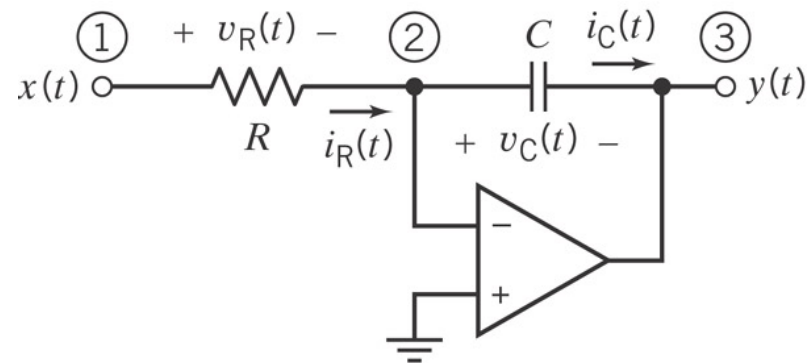 ① + v_R(t) − ② C i_C(t) ③
x(t) R i_R(t) + v_C(t) − y(t)
−
+